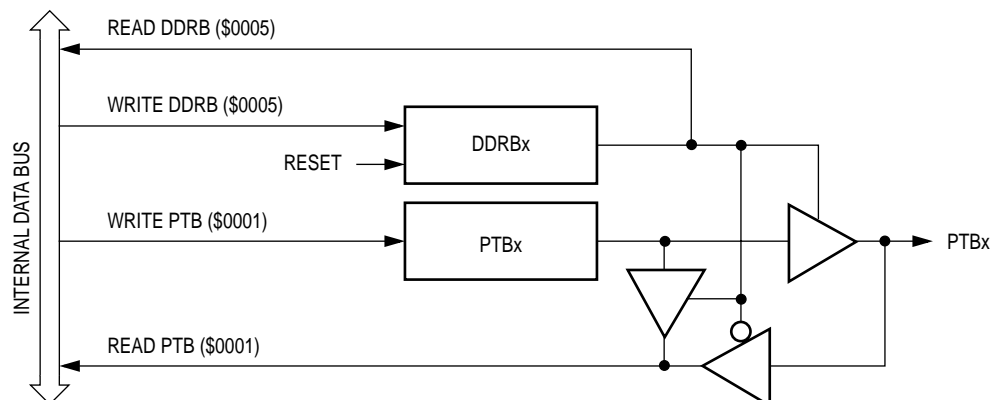 READ DDRB ($0005)
WRITE DDRB ($0005)
DDRBx
RESET
INTERNAL DATA BUS
WRITE PTB ($0001)
PTBx
PTBx
READ PTB ($0001)